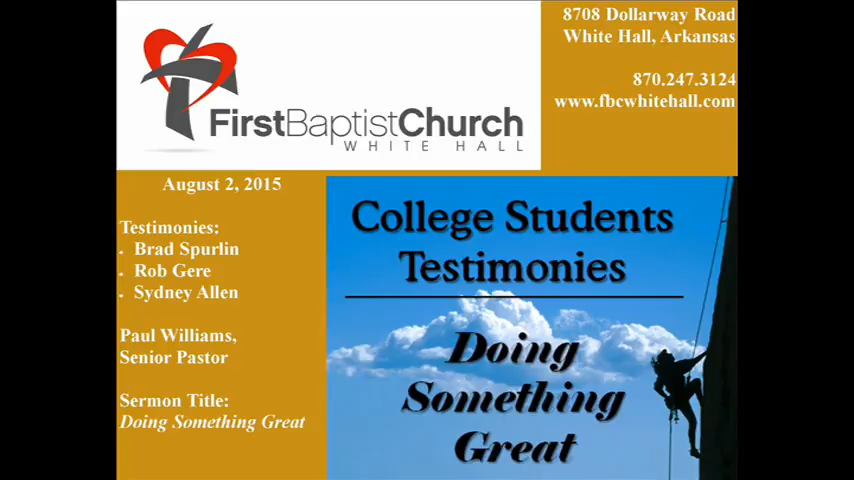 FirstBaptistChurch
WHITE HALL
8708 Dollarway Road
White Hall, Arkansas
870.247.3124
www.fbcwhitehall.com
August 2, 2015
Testimonies:
• Brad Spurlin
• Rob Gere
• Sydney Allen
Paul Williams,
Senior Pastor
Sermon Title:
Doing Something Great
College Students
Testimonies
Doing
Something
Great